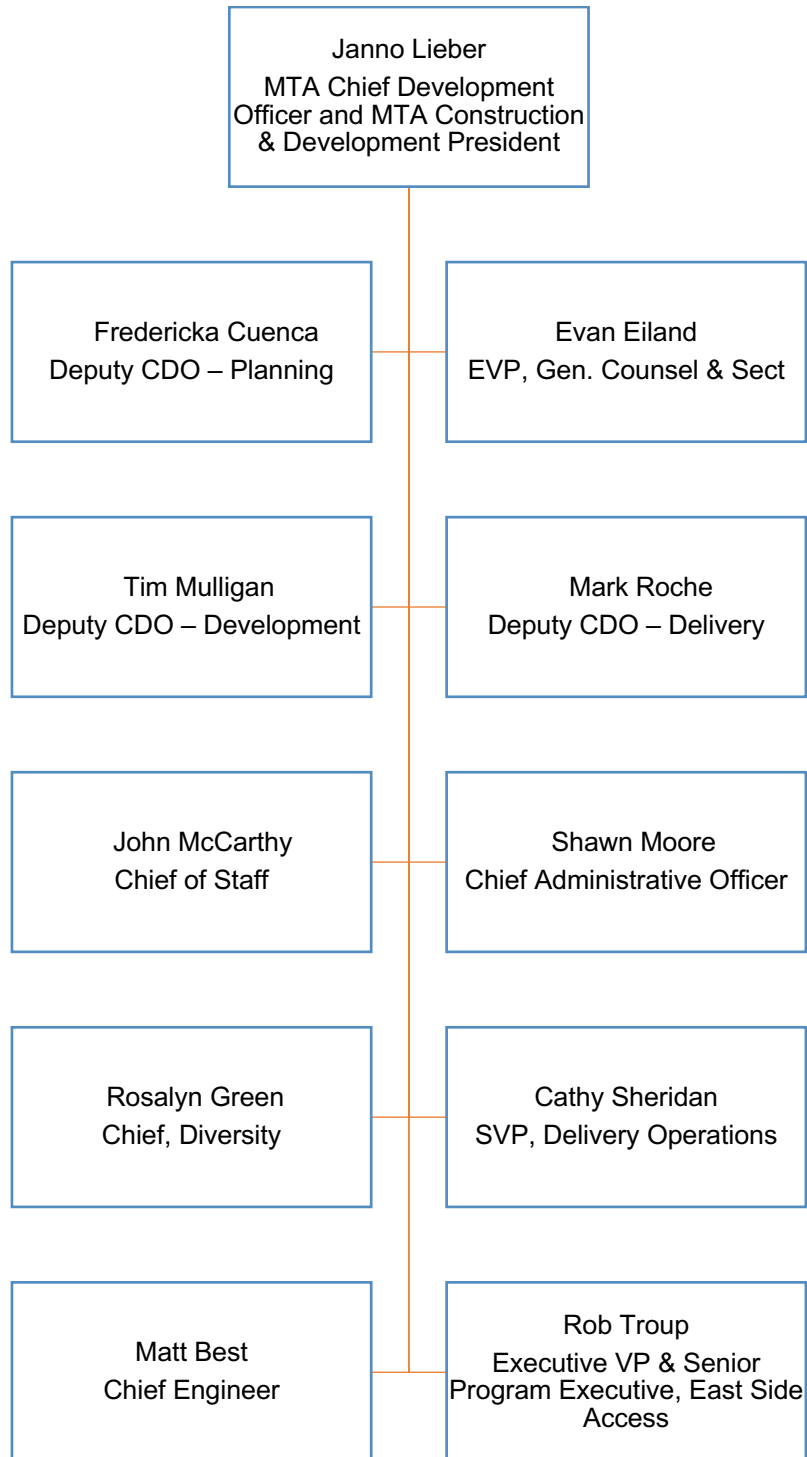 Janno Lieber
MTA Chief Development
Officer and MTA Construction
& Development President
Fredericka Cuenca
Deputy CDO – Planning
Evan Eiland
EVP, Gen. Counsel & Sect
Tim Mulligan
Deputy CDO – Development
Mark Roche
Deputy CDO – Delivery
John McCarthy
Chief of Staff
Shawn Moore
Chief Administrative Officer
Rosalyn Green
Chief, Diversity
Cathy Sheridan
SVP, Delivery Operations
Matt Best
Chief Engineer
Rob Troup
Executive VP & Senior
Program Executive, East Side
Access